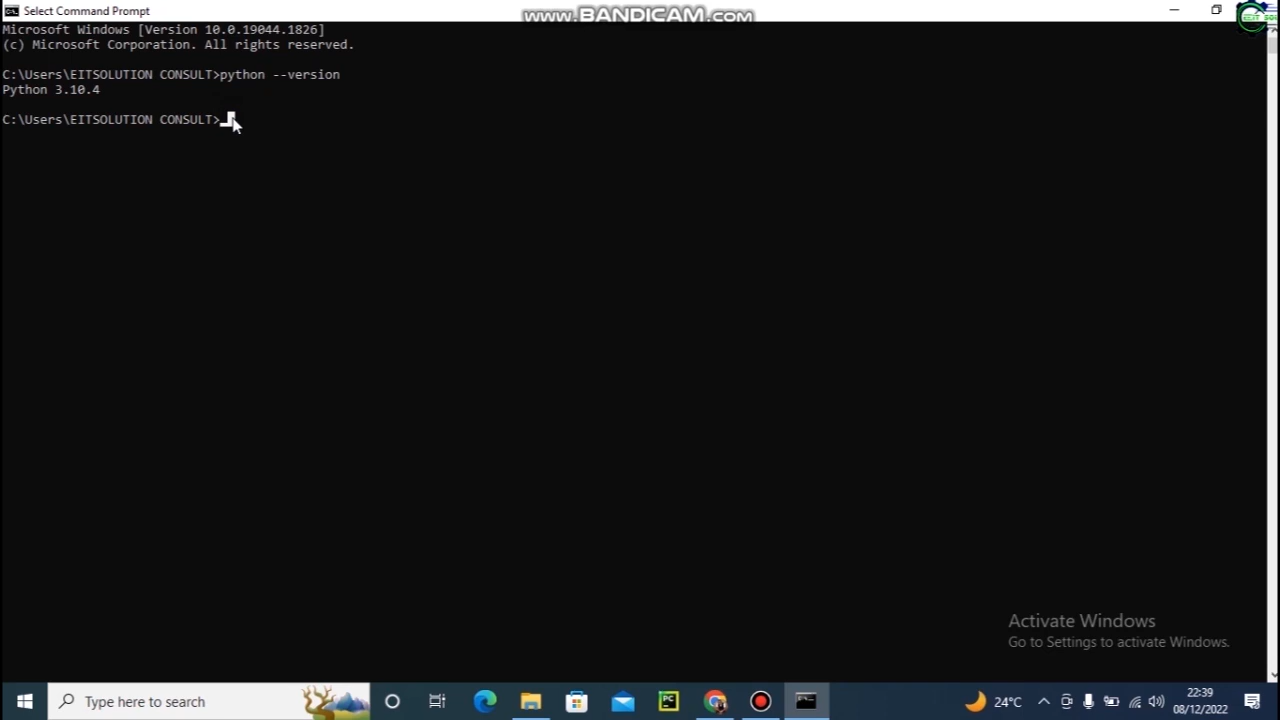 Select Command Prompt
www.BANDICAM.com
Microsoft Windows [Version 10.0.19044.1826]
(c) Microsoft Corporation. All rights reserved.
C:\Users\EITSOLUTION CONSULT>python --version
Python 3.10.4
C:\Users\EITSOLUTION CONSULT>
Activate Windows
Go to Settings to activate Windows.
Type here to search
PC
24°C
22:39
08/12/2022